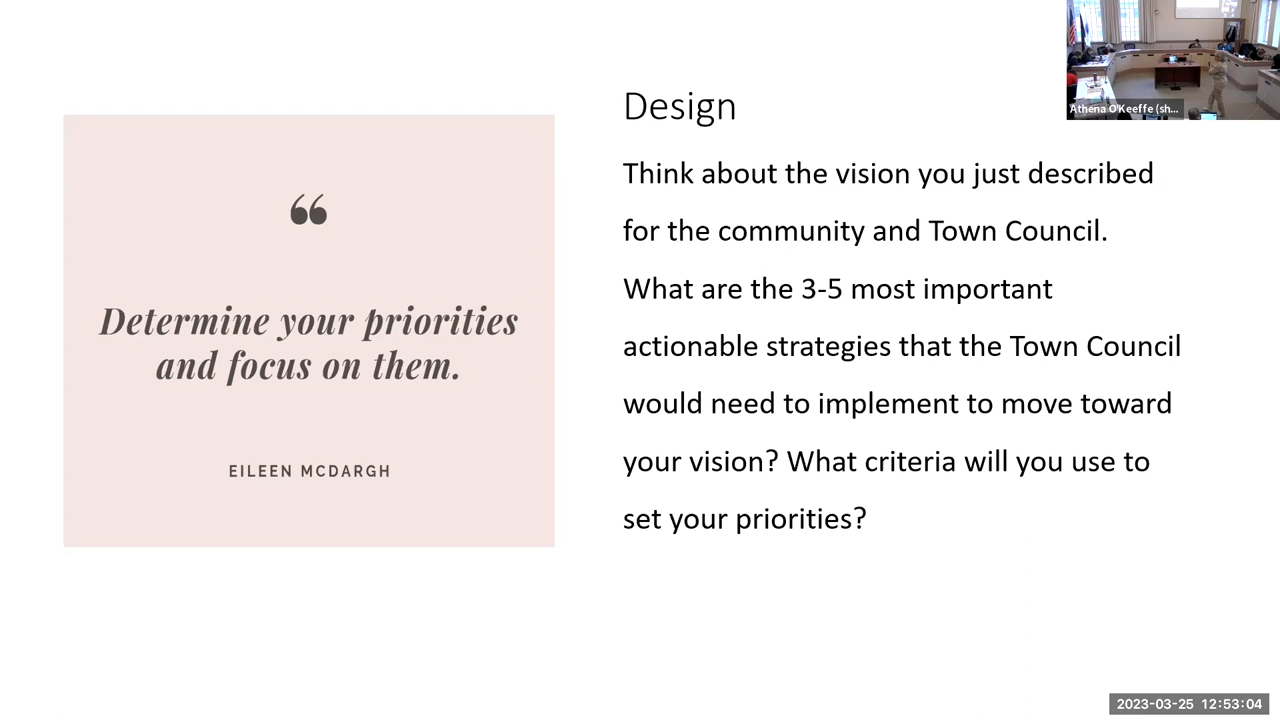 Athena O'Keeffe (sh...
Design
“
Determine your priorities
and focus on them.
EILEEN MCDARGH
Think about the vision you just described
for the community and Town Council.
What are the 3-5 most important
actionable strategies that the Town Council
would need to implement to move toward
your vision? What criteria will you use to
set your priorities?
2023-03-25 12:53:04